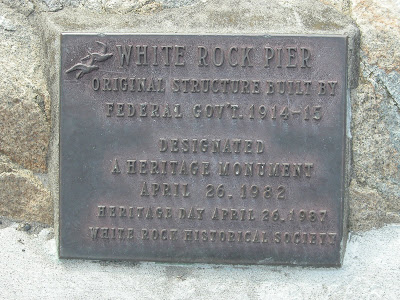 WHITE ROCK PIER
ORIGINAL STRUCTURE BUILT BY
FEDERAL GOV'T. 1914-15
DESIGNATED
A HERITAGE MONUMENT
APRIL 26, 1982
HERITAGE DAY APRIL 26, 1987
WHITE ROCK HISTORICAL SOCIETY